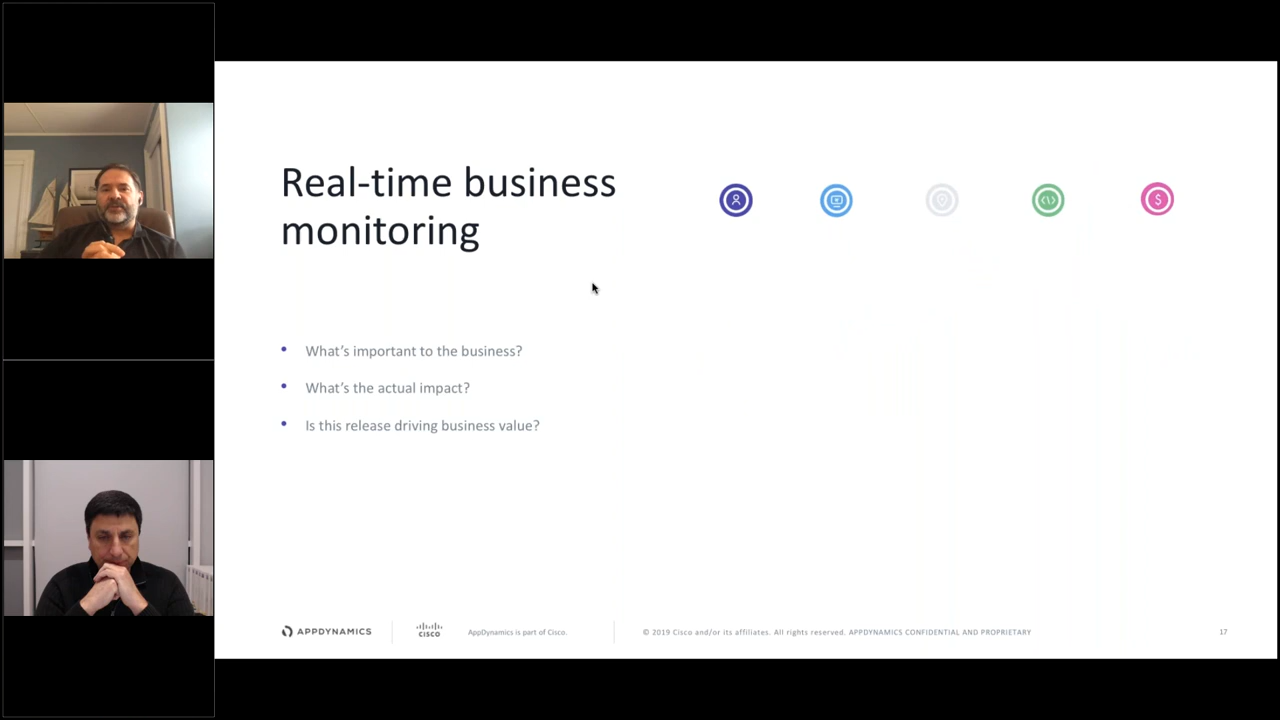 Real-time business
monitoring
• What's important to the business?
• What's the actual impact?
• Is this release driving business value?
APPDYNAMICS
CISCO
AppDynamics is part of Cisco.
© 2019 Cisco and/or its affiliates. All rights reserved. APPDYNAMICS CONFIDENTIAL AND PROPRIETARY
17